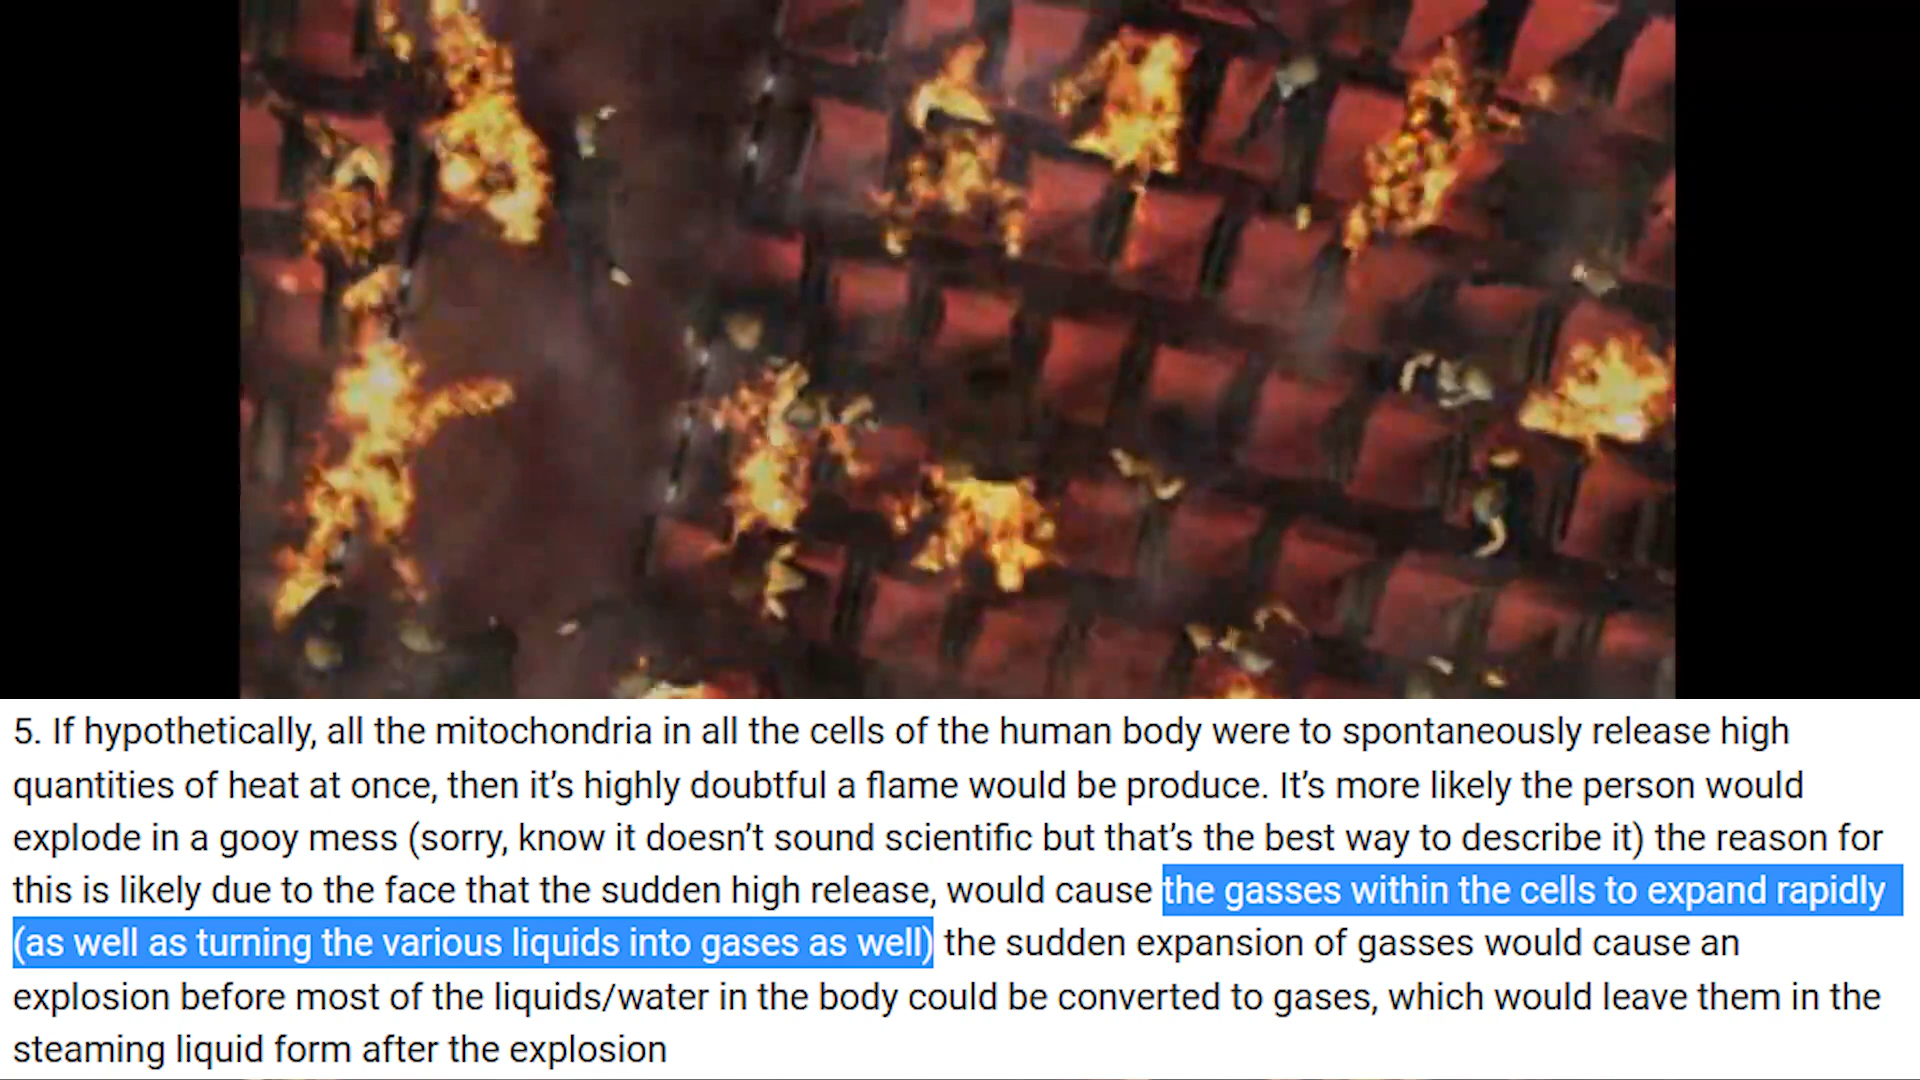 5. If hypothetically, all the mitochondria in all the cells of the human body were to spontaneously release high
quantities of heat at once, then it’s highly doubtful a flame would be produce. It’s more likely the person would
explode in a gooy mess (sorry, know it doesn’t sound scientific but that’s the best way to describe it) the reason for
this is likely due to the face that the sudden high release, would cause the gasses within the cells to expand rapidly
(as well as turning the various liquids into gases as well) the sudden expansion of gasses would cause an
explosion before most of the liquids/water in the body could be converted to gases, which would leave them in the
steaming liquid form after the explosion